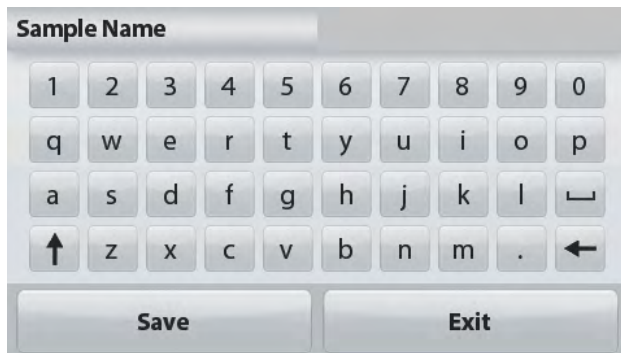 Sample Name
1 2 3 4 5 6 7 8 9 0
q w e r t y u i o p
a s d f g h j k l
z x c v b n m .
Save Exit